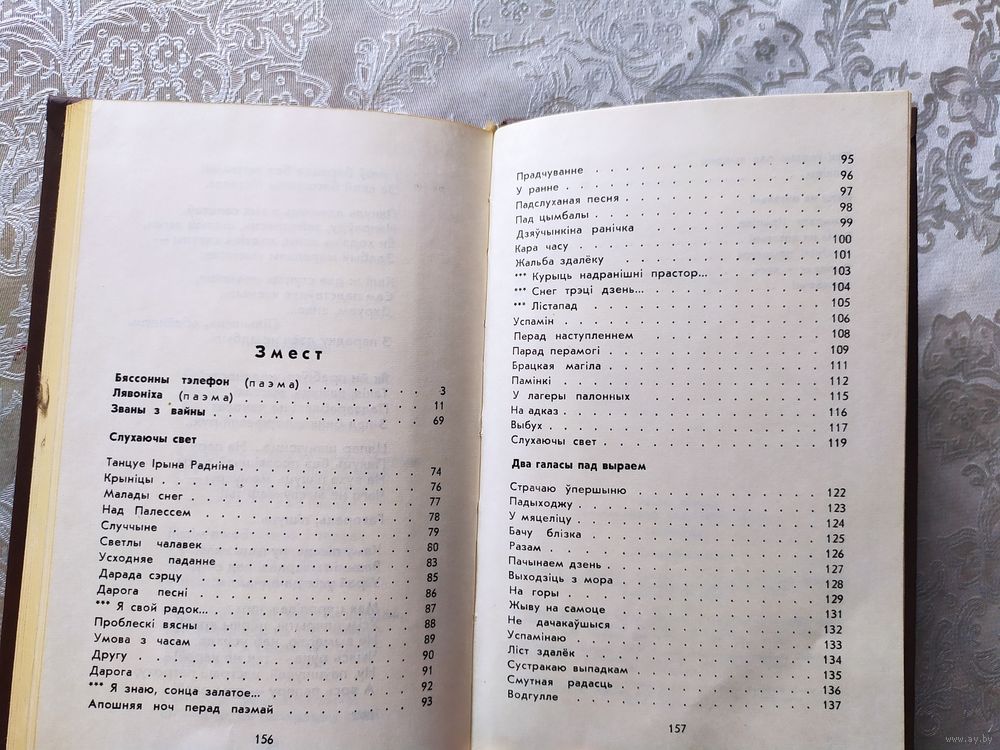 Змест
Бяссонны тэлефон (паэма) . . . . . . . 3
Лявоніха (паэма) . . . . . . . . . . 11
Званы з вайны . . . . . . . . . . . 69
Слухаючы свет
Танцуе Ірына Радніна . . . . . . . . . 74
Крыніцы . . . . . . . . . . . . . 76
Малады снег . . . . . . . . . . . . 77
Над Палессем . . . . . . . . . . . . 78
Случчыне . . . . . . . . . . . . . 79
Светлы чалавек . . . . . . . . . . . 80
Усходняе паданне . . . . . . . . . . 83
Дарада сэрцу . . . . . . . . . . . . 85
Дарога песні . . . . . . . . . . . . 86
*** Я свой радок... . . . . . . . . . . 87
Проблескі вясны . . . . . . . . . . . 88
Умова з часам . . . . . . . . . . . 89
Другу . . . . . . . . . . . . . . 90
Дарога . . . . . . . . . . . . . . 91
*** Я знаю, сонца залатое... . . . . . . . 92
Апошняя ноч перад паэмай . . . . . . . 93
156
Прадчуванне . . . . . . . . . . . . 95
У ранне . . . . . . . . . . . . . 96
Падслуханая песня . . . . . . . . . . 97
Пад цымбалы . . . . . . . . . . . . 98
Дзяўчынкіна ранічка . . . . . . . . . 99
Кара часу . . . . . . . . . . . . . 100
Жальба здалёку . . . . . . . . . . . 101
*** Курыць надранішні прастор... . . . . . 103
*** Снег трэці дзень... . . . . . . . . . 104
*** Лістапад . . . . . . . . . . . . 105
Успамін . . . . . . . . . . . . . 106
Перад наступленнем . . . . . . . . . 108
Парад перамогі . . . . . . . . . . . 109
Брацкая магіла . . . . . . . . . . . 111
Памінкі . . . . . . . . . . . . . 112
У лагеры палонных . . . . . . . . . . 115
На адказ . . . . . . . . . . . . . 116
Выбух . . . . . . . . . . . . . . 117
Слухаючы свет . . . . . . . . . . . 119
Два галасы пад выраем
Страчаю ўпершыню . . . . . . . . . . 122
Падыходжу . . . . . . . . . . . . 123
У мяцеліцу . . . . . . . . . . . . 124
Бачу блізка . . . . . . . . . . . . 125
Разам . . . . . . . . . . . . . . 126
Пачынаем дзень . . . . . . . . . . . 127
Выходзіць з мора . . . . . . . . . . 128
На горы . . . . . . . . . . . . . 129
Жыву на самоце . . . . . . . . . . . 131
Не дачакаўшыся . . . . . . . . . . . 132
Успамінаю . . . . . . . . . . . . . 133
Ліст здалёк . . . . . . . . . . . . 134
Сустракаю выпадкам . . . . . . . . . 135
Смутная радасць . . . . . . . . . . . 136
Водгулле . . . . . . . . . . . . . 137
157
www.ay.by